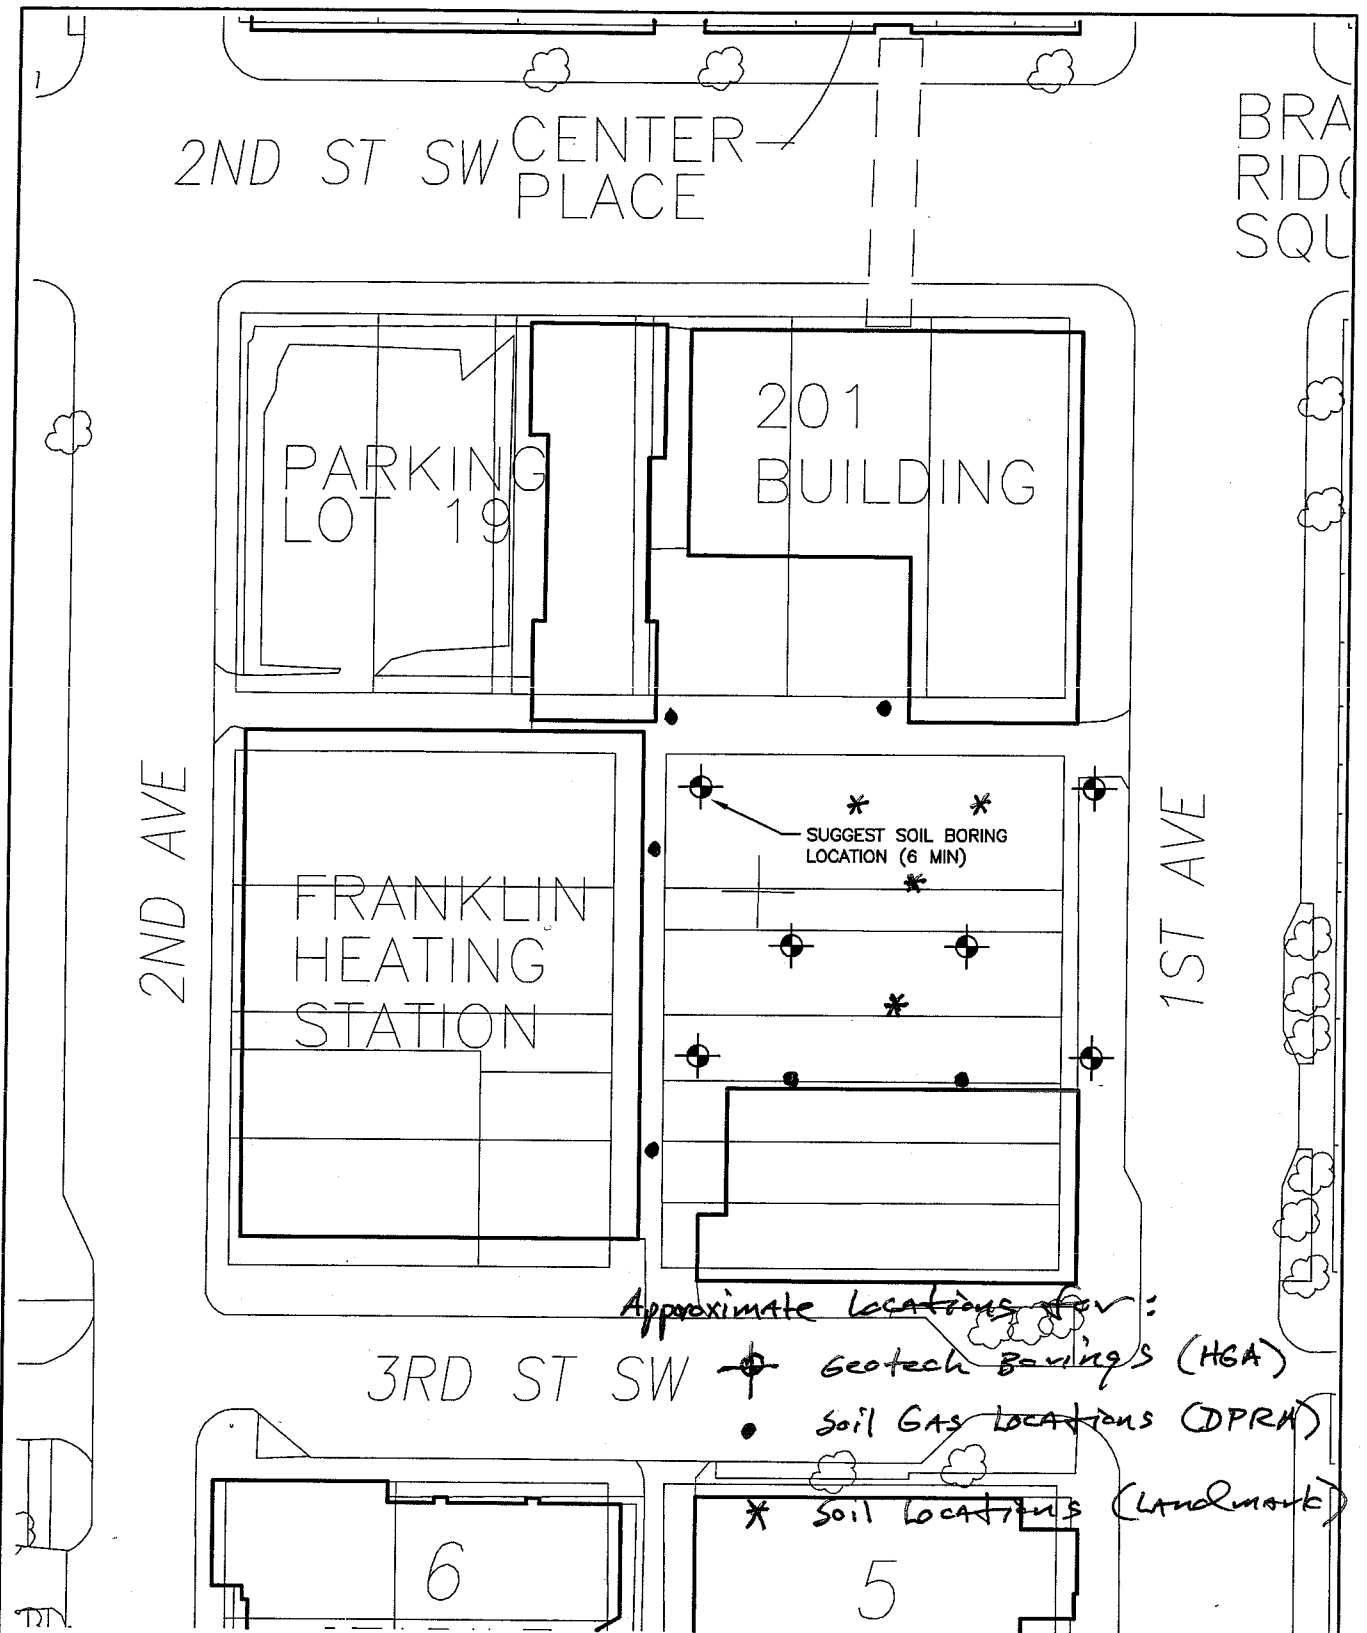 2ND ST SW
CENTER
PLACE
BRA
RIDG
SQU
PARKING
LOT 19
201
BUILDING
2ND AVE
1ST AVE
SUGGEST SOIL BORING
LOCATION (6 MIN)
FRANKLIN
HEATING
STATION
Approximate Locations for:
Geotech Borings (HGA)
3RD ST SW
Soil Gas Locations (DPRA)
* Soil Locations (Landmark)
6
5